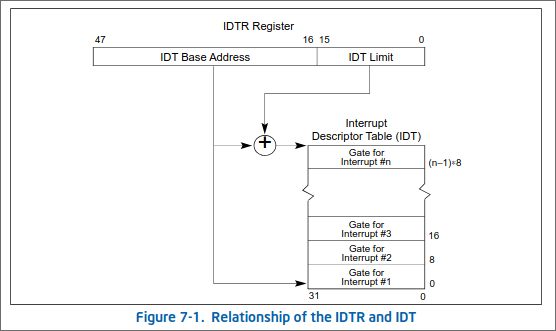 IDTR Register
47 16 15 0
IDT Base Address IDT Limit
Interrupt
Descriptor Table (IDT)
+
Gate for
Interrupt #n
(n–1)∗8
Gate for
Interrupt #3
16
Gate for
Interrupt #2
8
Gate for
Interrupt #1
0
31 0
Figure 7-1. Relationship of the IDTR and IDT